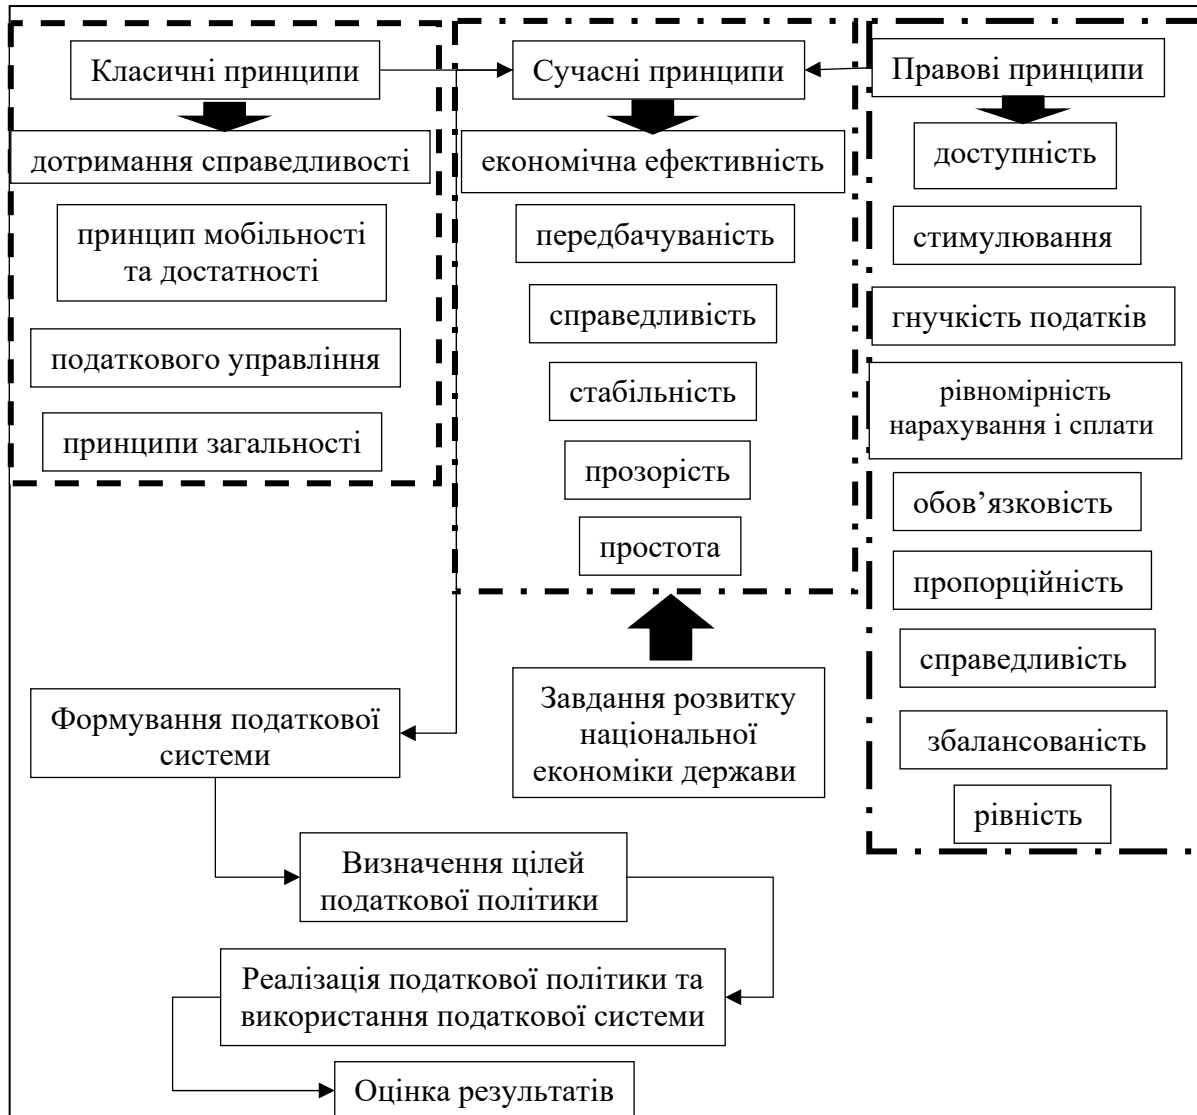 Класичні принципи
дотримання справедливості
принцип мобільності
та достатності
податкового управління
принципи загальності
Сучасні принципи
економічна ефективність
передбачуваність
справедливість
стабільність
прозорість
простота
Правові принципи
доступність
стимулювання
гнучкість податків
рівномірність
нарахування і сплати
обов’язковість
пропорційність
справедливість
збалансованість
рівність
Завдання розвитку
національної
економіки держави
Формування податкової
системи
Визначення цілей
податкової політики
Реалізація податкової політики та
використання податкової системи
Оцінка результатів